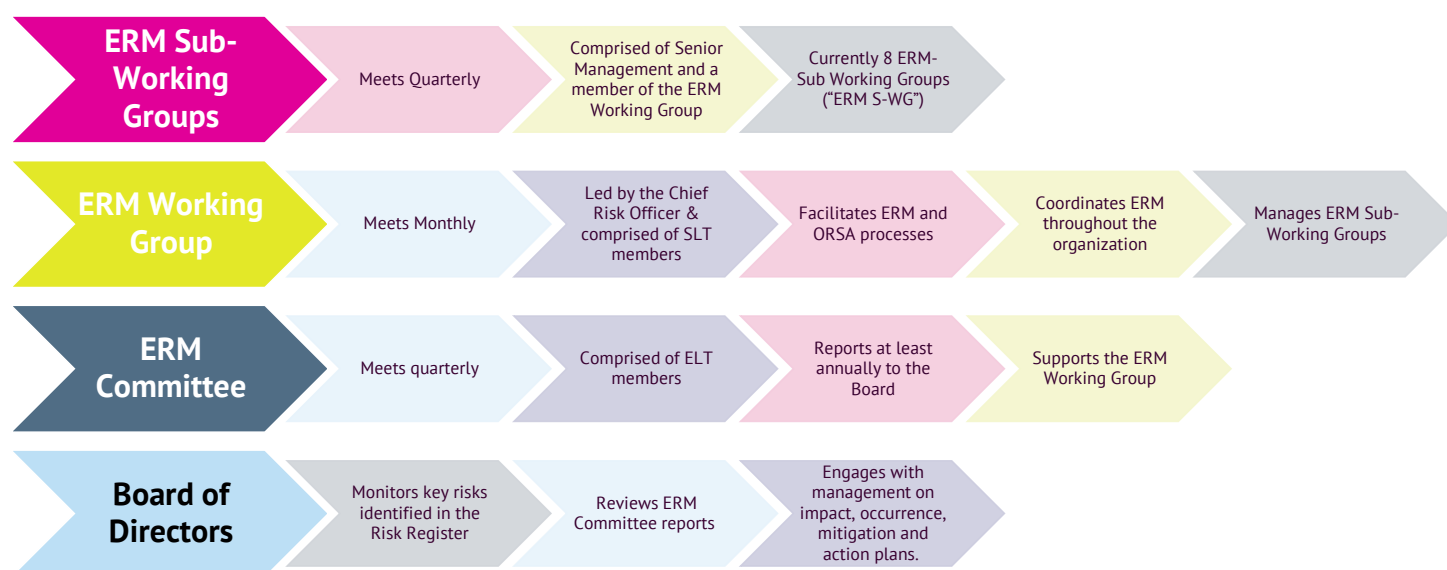 ERM Sub-
Working
Groups
Meets Quarterly
Comprised of Senior
Management and a
member of the ERM
Working Group
Currently 8 ERM-
Sub Working Groups
(“ERM S-WG”)
ERM Working
Group
Meets Monthly
Led by the Chief
Risk Officer &
comprised of SLT
members
Facilitates ERM and
ORSA processes
Coordinates ERM
throughout the
organization
Manages ERM Sub-
Working Groups
ERM
Committee
Meets quarterly
Comprised of ELT
members
Reports at least
annually to the
Board
Supports the ERM
Working Group
Board of
Directors
Monitors key risks
identified in the
Risk Register
Reviews ERM
Committee reports
Engages with
management on
impact, occurrence,
mitigation and
action plans.